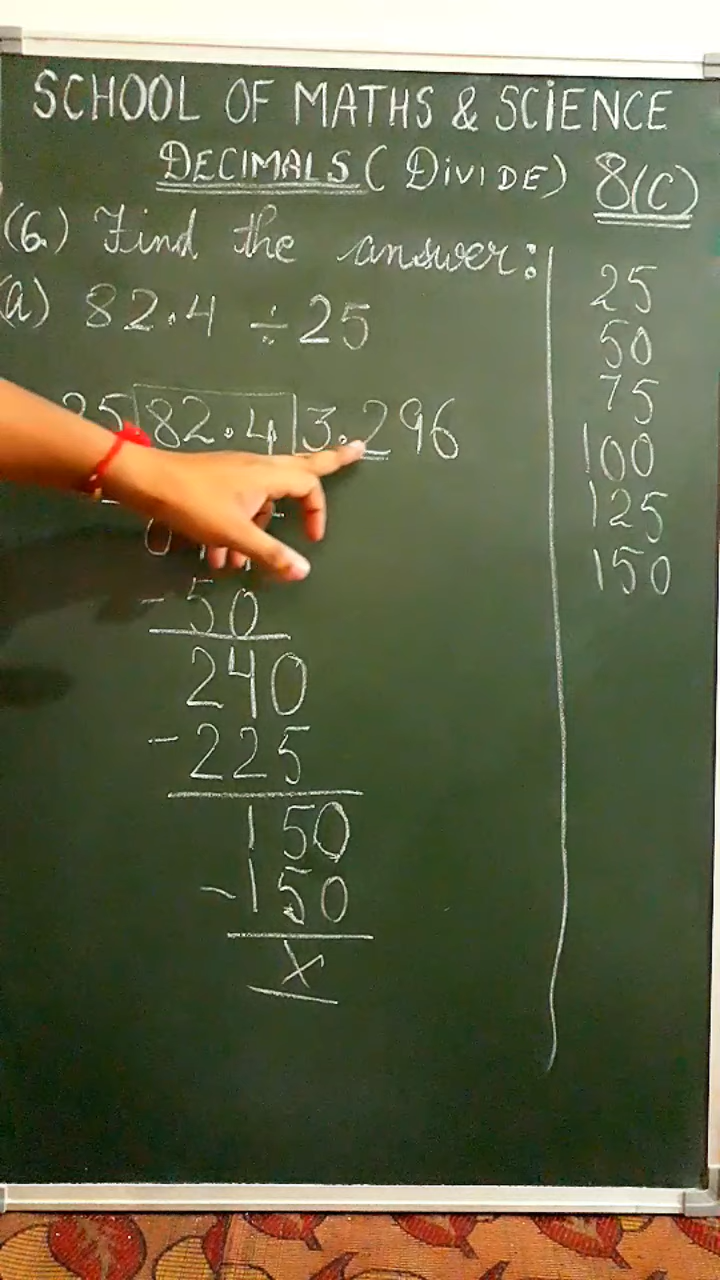 SCHOOL OF MATHS & SCIENCE
DECIMALS ( DIVIDE ) 8(C)
(6.) Find the answer:
(a) 82.4 ÷ 25
25 82.4 3.296
- 50
240
- 225
150
- 150
x
25
50
75
100
125
150